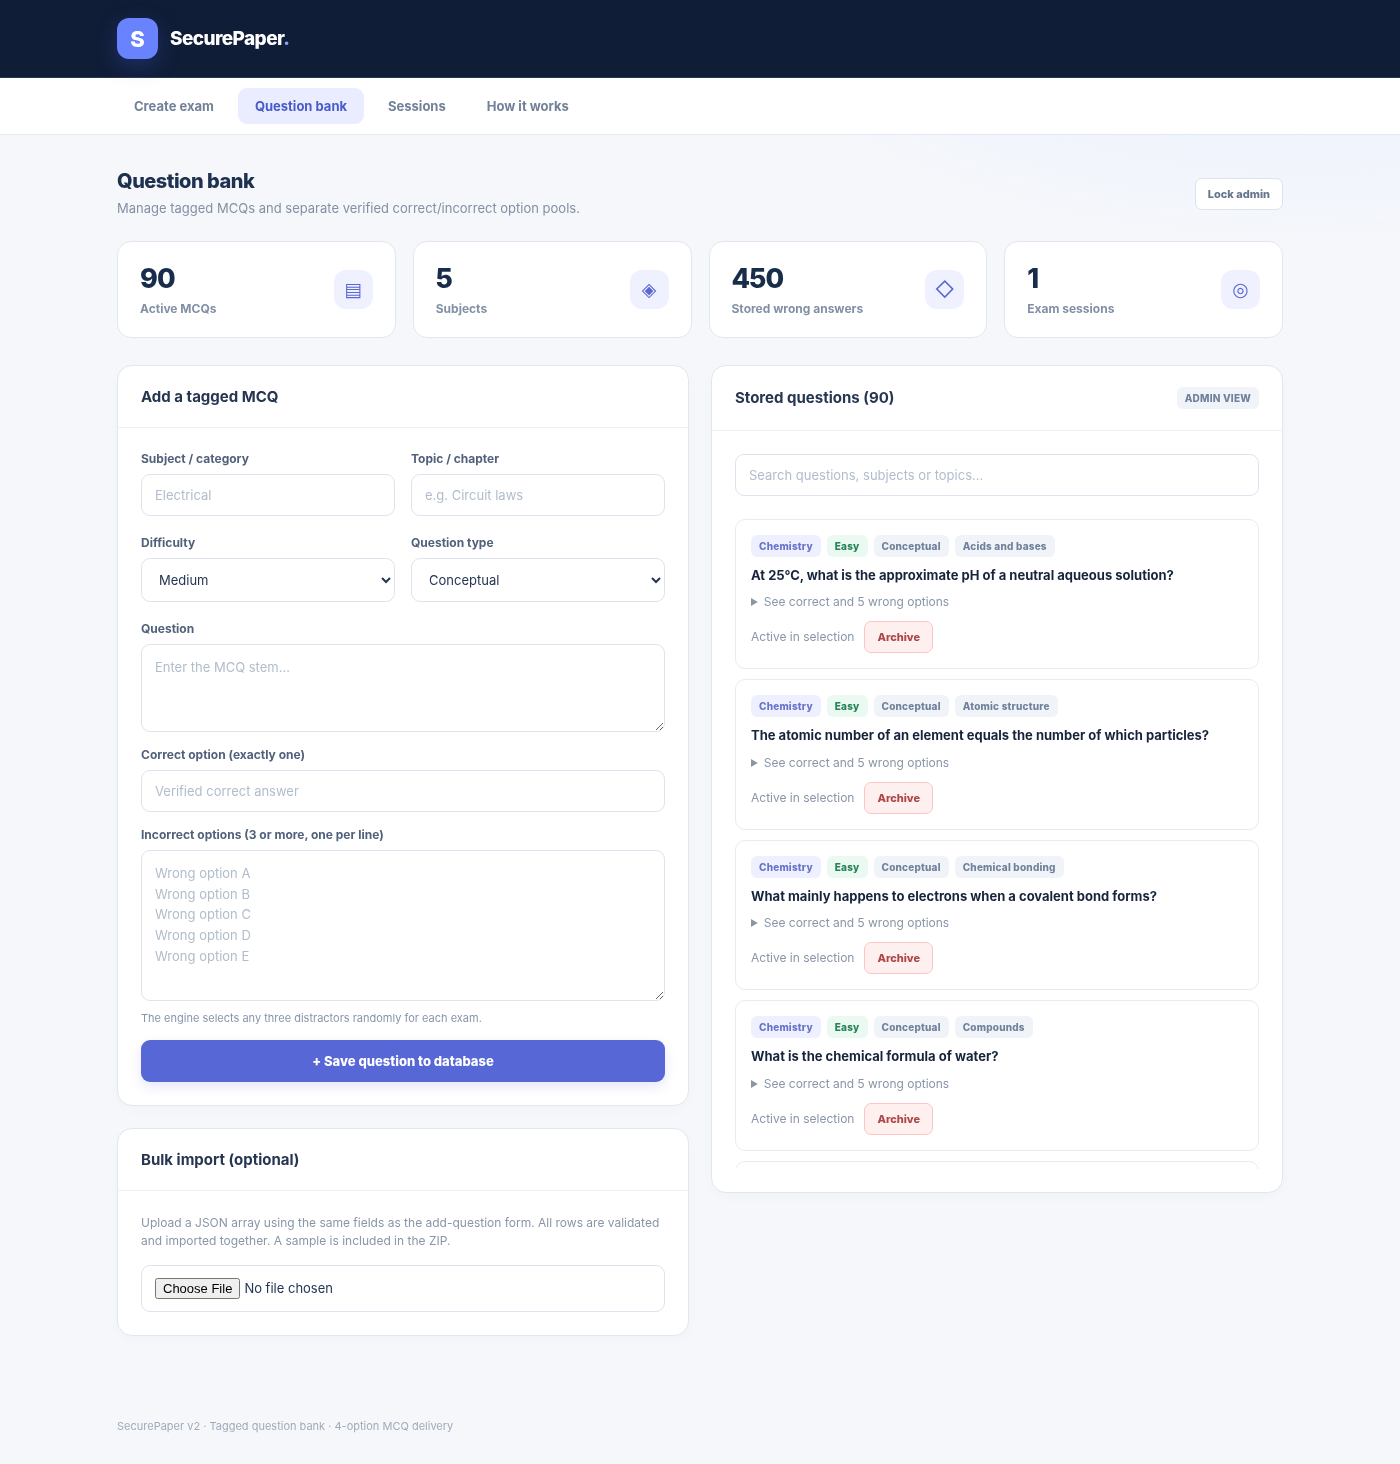 S SecurePaper.
Create exam Question bank Sessions How it works
Question bank
Manage tagged MCQs and separate verified correct/incorrect option pools.
Lock admin
90
Active MCQs
5
Subjects
450
Stored wrong answers
1
Exam sessions
Add a tagged MCQ
Subject / category Topic / chapter
Electrical e.g. Circuit laws
Difficulty Question type
Medium Conceptual
Question
Enter the MCQ stem...
Correct option (exactly one)
Verified correct answer
Incorrect options (3 or more, one per line)
Wrong option A
Wrong option B
Wrong option C
Wrong option D
Wrong option E
The engine selects any three distractors randomly for each exam.
+ Save question to database
Bulk import (optional)
Upload a JSON array using the same fields as the add-question form. All rows are validated
and imported together. A sample is included in the ZIP.
Choose File No file chosen
Stored questions (90) ADMIN VIEW
Search questions, subjects or topics...
Chemistry Easy Conceptual Acids and bases
At 25°C, what is the approximate pH of a neutral aqueous solution?
See correct and 5 wrong options
Active in selection Archive
Chemistry Easy Conceptual Atomic structure
The atomic number of an element equals the number of which particles?
See correct and 5 wrong options
Active in selection Archive
Chemistry Easy Conceptual Chemical bonding
What mainly happens to electrons when a covalent bond forms?
See correct and 5 wrong options
Active in selection Archive
Chemistry Easy Conceptual Compounds
What is the chemical formula of water?
See correct and 5 wrong options
Active in selection Archive
SecurePaper v2 · Tagged question bank · 4-option MCQ delivery